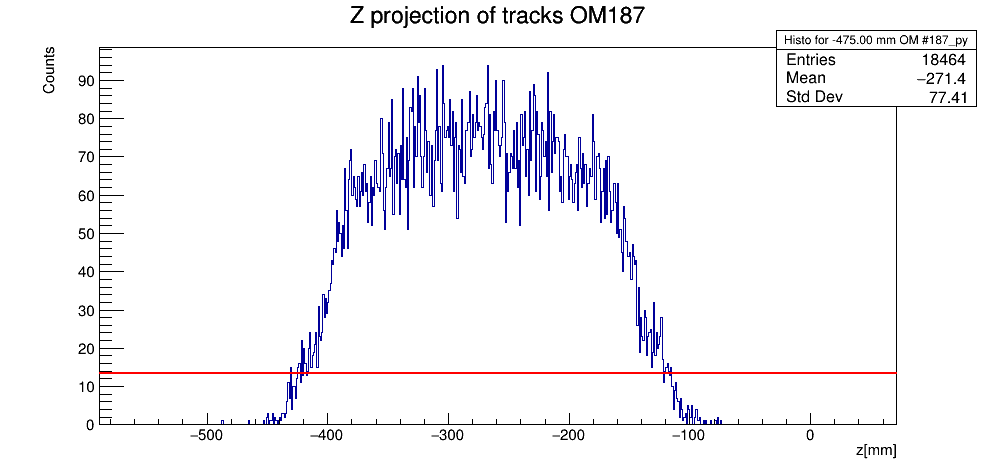 Z projection of tracks OM187
Histo for -475.00 mm OM #187_py
Entries 18464
Mean −271.4
Std Dev 77.41
Counts
90
80
70
60
50
40
30
20
10
0
−500 −400 −300 −200 −100 0
z[mm]